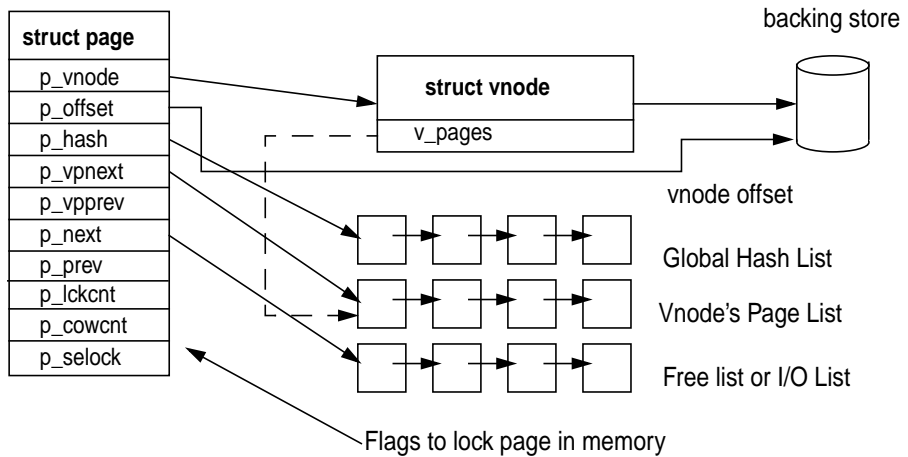 backing store
struct page
p_vnode
p_offset
p_hash
p_vpnext
p_vpprev
p_next
p_prev
p_lckcnt
p_cowcnt
p_selock
struct vnode
v_pages
vnode offset
Global Hash List
Vnode's Page List
Free list or I/O List
Flags to lock page in memory